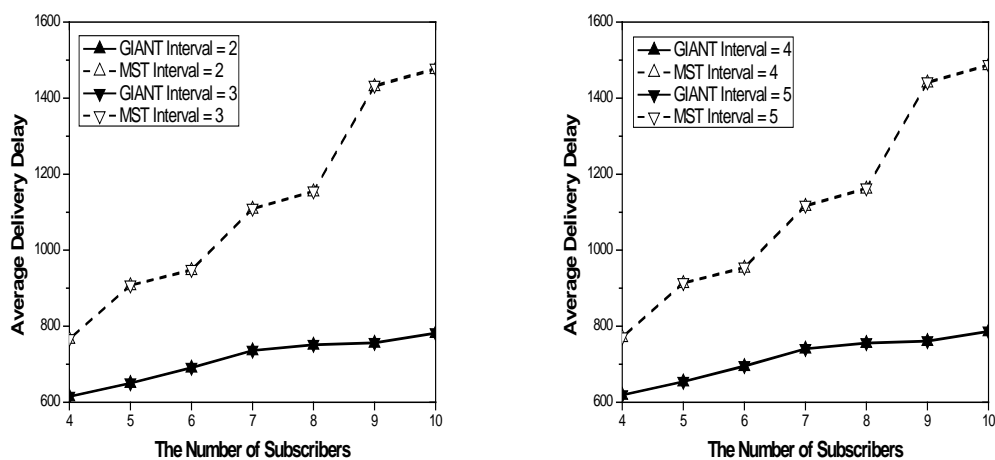 1600
1400
1200
1000
800
600
Average Delivery Delay
GIANT Interval = 2
MST Interval = 2
GIANT Interval = 3
MST Interval = 3
4 5 6 7 8 9 10
The Number of Subscribers
1600
1400
1200
1000
800
600
Average Delivery Delay
GIANT Interval = 4
MST Interval = 4
GIANT Interval = 5
MST Interval = 5
4 5 6 7 8 9 10
The Number of Subscribers